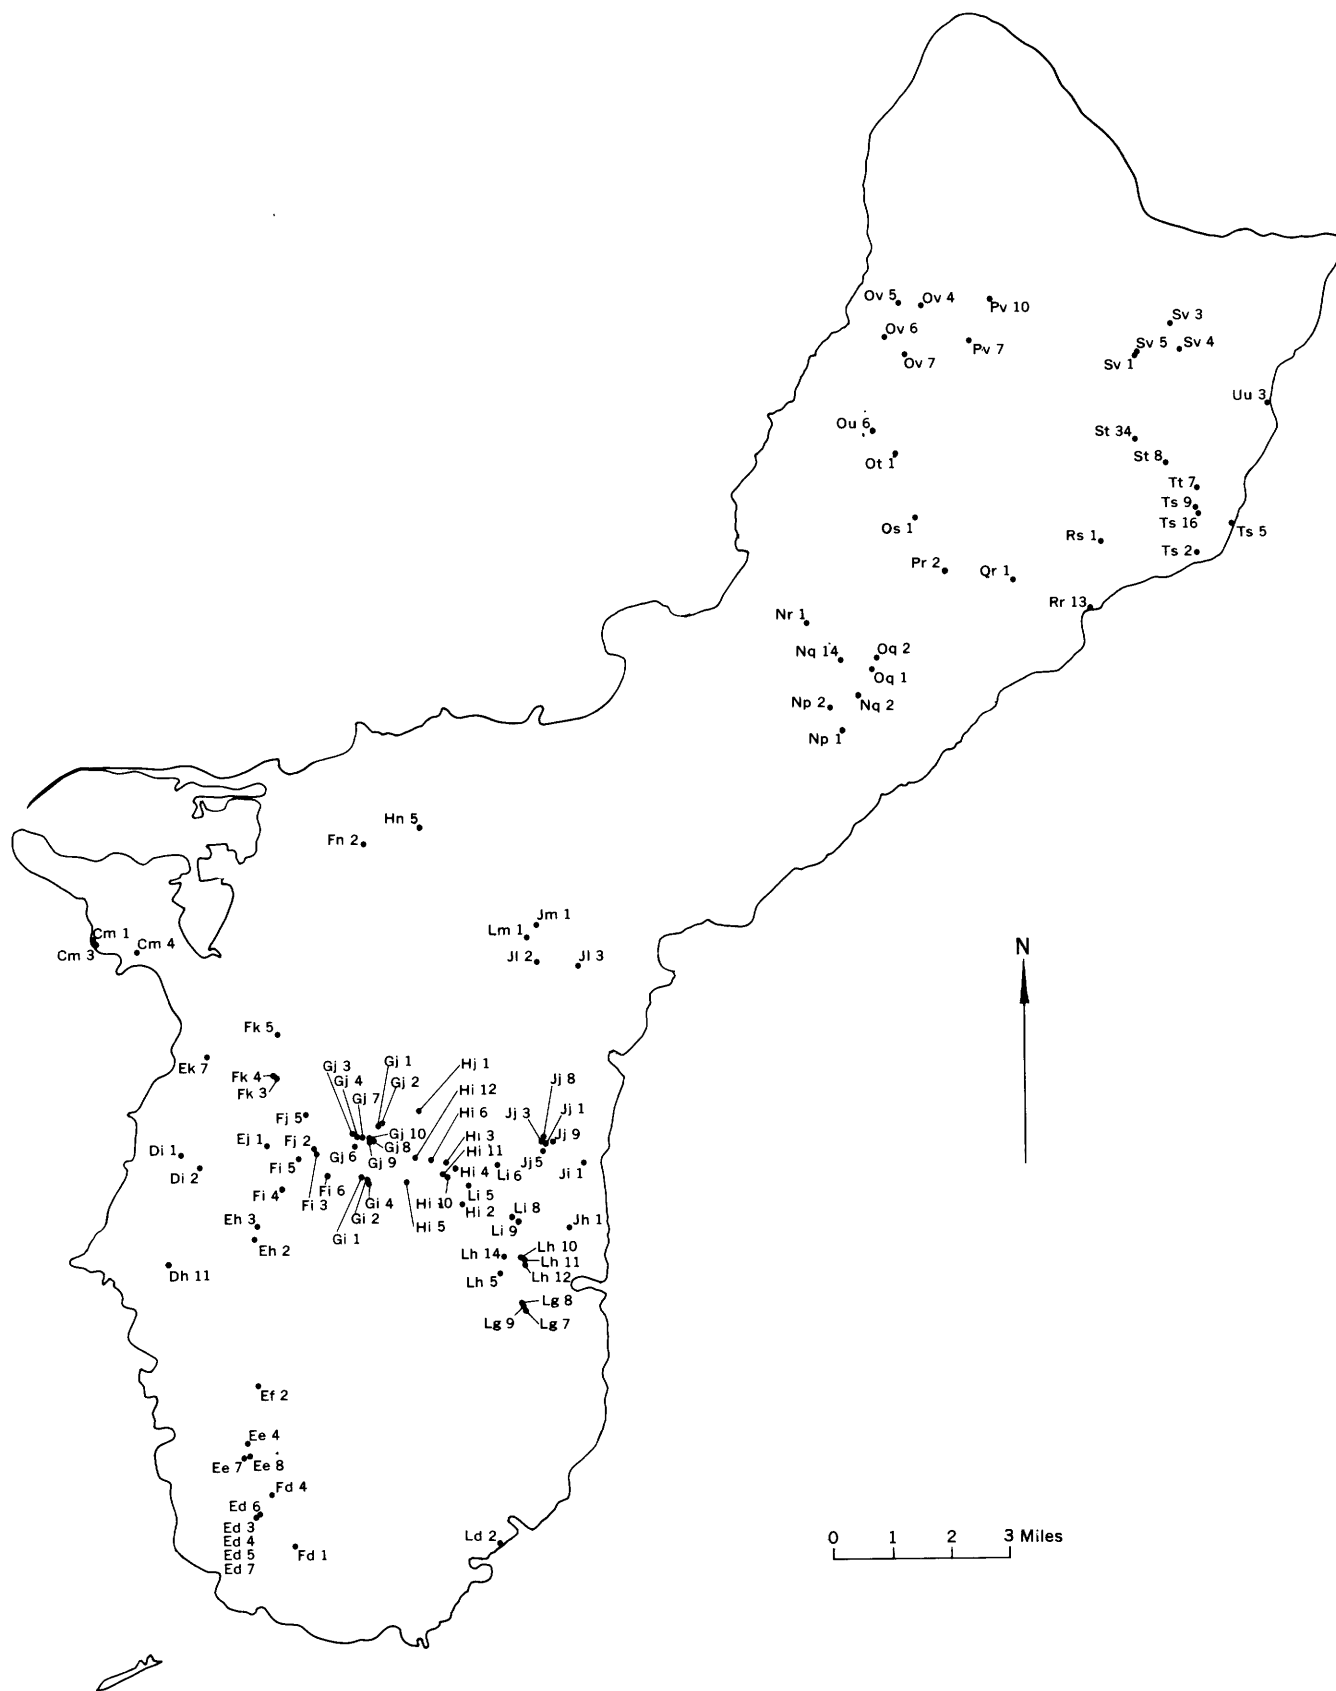 Ov 5
Ov 4
Pv 10
Sv 3
Ov 6
Pv 7
Sv 5
Sv 4
Ov 7
Sv 1
Uu 3
Ou 6
St 34
Ot 1
St 8
Tt 7
Ts 9
Ts 16
Os 1
Ts 5
Rs 1
Ts 2
Pr 2
Qr 1
Rr 13
Nr 1
Nq 14
Oq 2
Oq 1
Np 2
Nq 2
Np 1
Hn 5
Fn 2
Jm 1
Cm 1
Lm 1
N
Cm 3
Cm 4
Jl 2
Jl 3
Fk 5
Ek 7
Gj 3
Gj 1
Hj 1
Fk 4
Gj 4
Gj 2
Hi 12
Jj 8
Fk 3
Gj 7
Hi 6
Jj 3
Jj 1
Fj 5
Gj 10
Hi 3
Jj 9
Ej 1
Fj 2
Gj 8
Hi 11
Di 1
Gj 6
Gj 9
Jj 5
Di 2
Fi 5
Hi 4
Li 6
Ji 1
Fi 4
Fi 6
Li 5
Fi 3
Gi 4
Hi 10
Hi 2
Li 8
Eh 3
Gi 2
Hi 5
Li 9
Jh 1
Eh 2
Gi 1
Lh 14
Lh 10
Lh 11
Dh 11
Lh 5
Lh 12
Lg 8
Lg 9
Lg 7
Ef 2
Ee 4
Ee 7
Ee 8
Fd 4
Ed 6
Ed 3
Ed 4
Ed 5
Ed 7
Fd 1
Ld 2
0 1 2 3 Miles